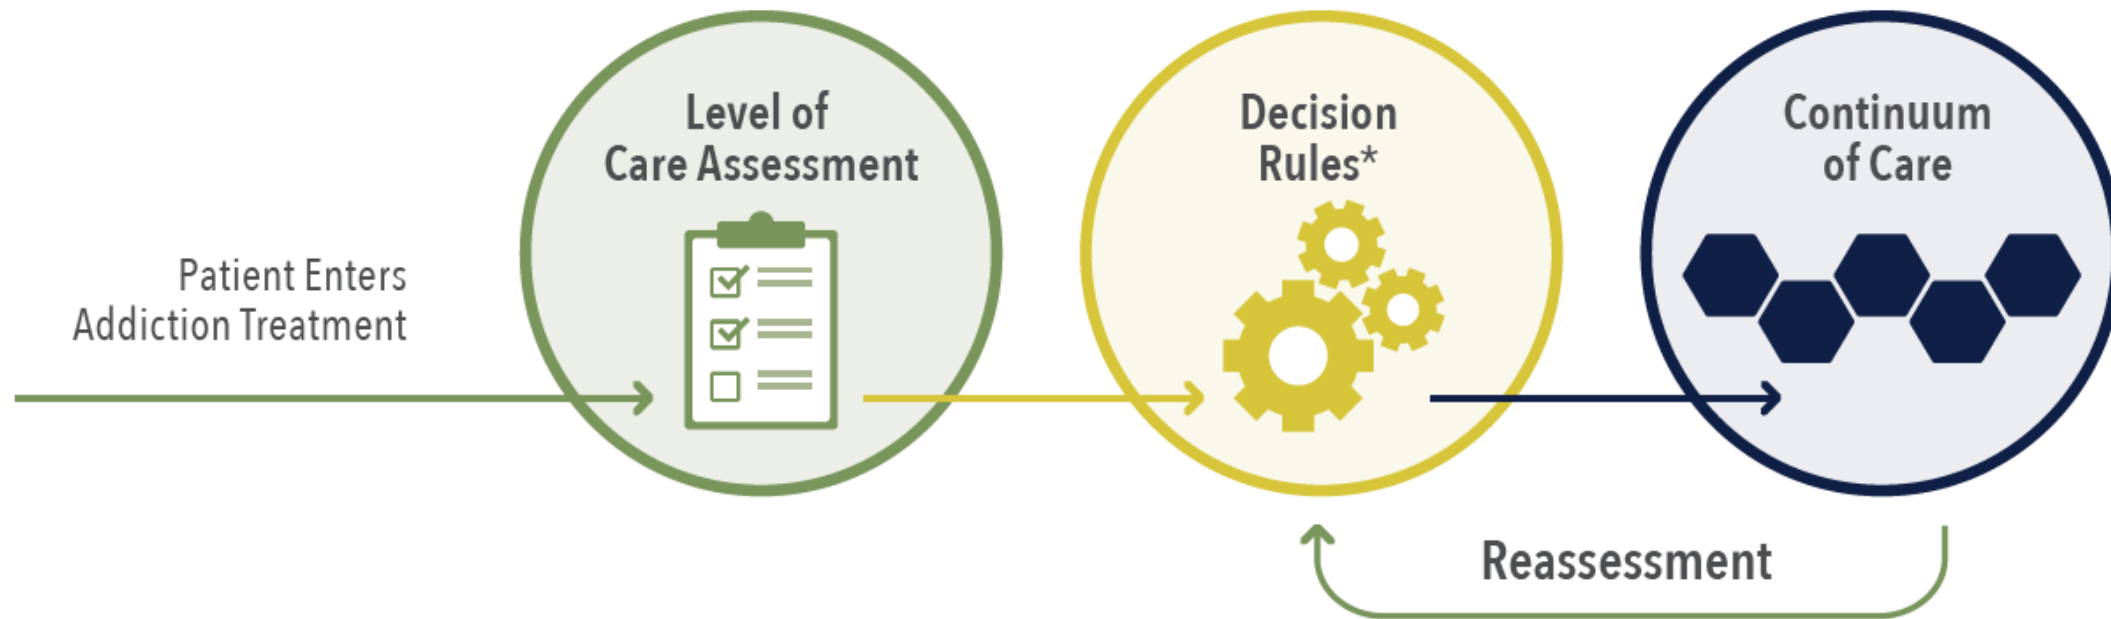 Patient Enters
Addiction Treatment
Level of
Care Assessment
Decision
Rules*
Continuum
of Care
Reassessment